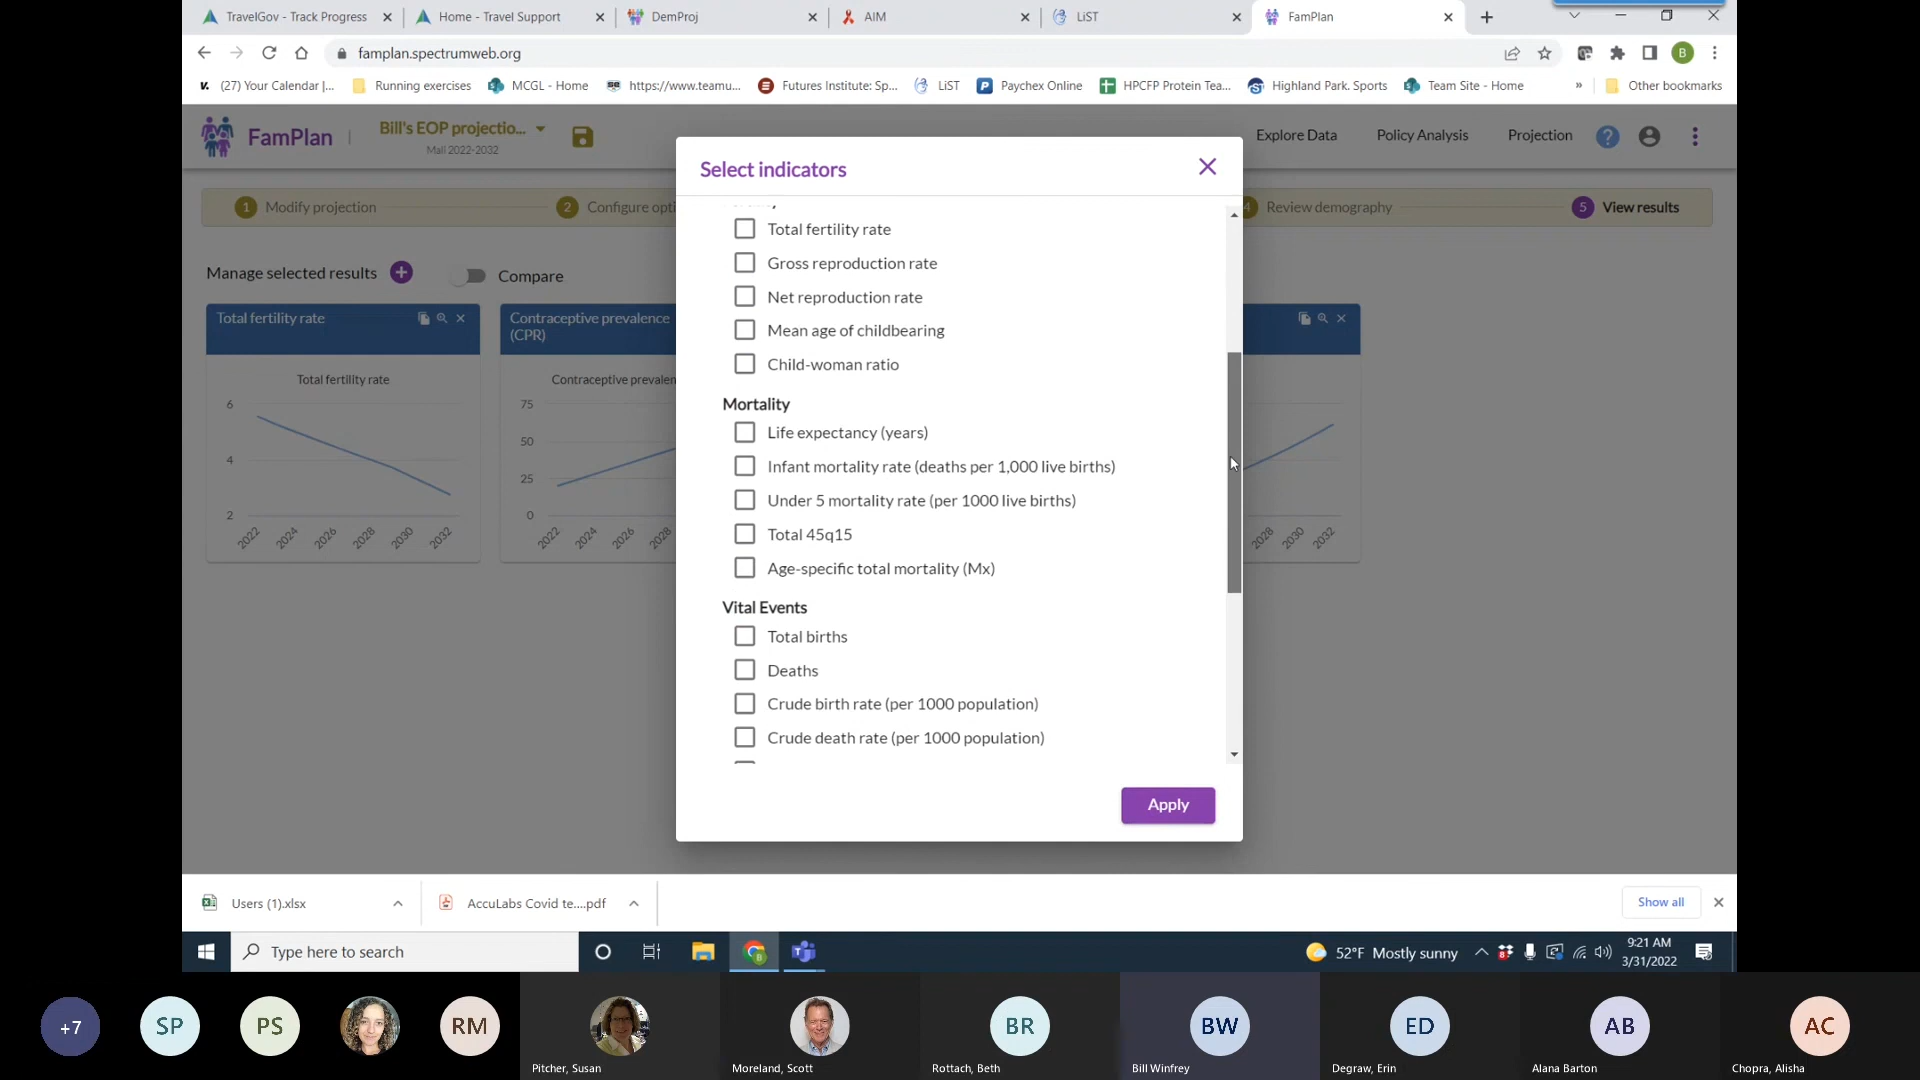 TravelGov - Track Progress
Home - Travel Support
DemProj
AIM
LiST
FamPlan
famplan.spectrumweb.org
B
v.
(27) Your Calendar |...
Running exercises
MCGL - Home
https://www.teamu...
Futures Institute: Sp...
LiST
Paychex Online
HPCFP Protein Tea...
Highland Park. Sports
Team Site - Home
»
Other bookmarks
FamPlan
Bill's EOP projectio...
Mali 2022-2032
Explore Data
Policy Analysis
Projection
?
1 Modify projection
2 Configure opti
4 Review demography
5 View results
Manage selected results
Compare
Total fertility rate
Total fertility rate
6
4
2
2022
2024
2026
2028
2030
2032
Contraceptive prevalence
(CPR)
Contraceptive prevalen
75
50
25
0
2022
2024
2026
2028
2028
2030
2032
Select indicators
Total fertility rate
Gross reproduction rate
Net reproduction rate
Mean age of childbearing
Child-woman ratio
Mortality
Life expectancy (years)
Infant mortality rate (deaths per 1,000 live births)
Under 5 mortality rate (per 1000 live births)
Total 45q15
Age-specific total mortality (Mx)
Vital Events
Total births
Deaths
Crude birth rate (per 1000 population)
Crude death rate (per 1000 population)
Apply
Users (1).xlsx
AccuLabs Covid te....pdf
Show all
Type here to search
52°F Mostly sunny
9:21 AM
3/31/2022
+7
SP
PS
RM
Pitcher, Susan
Moreland, Scott
BR
Rottach, Beth
BW
Bill Winfrey
ED
Degraw, Erin
AB
Alana Barton
AC
Chopra, Alisha